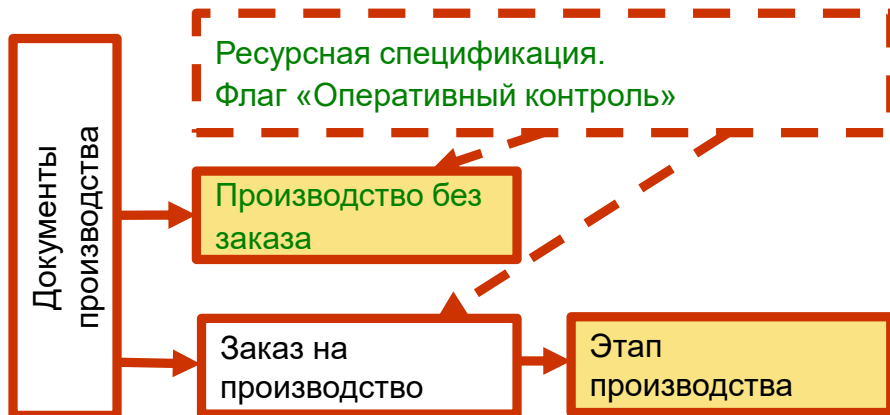 Ресурсная спецификация.
Флаг «Оперативный контроль»
Документы
производства
Производство без
заказа
Заказ на
производство
Этап
производства